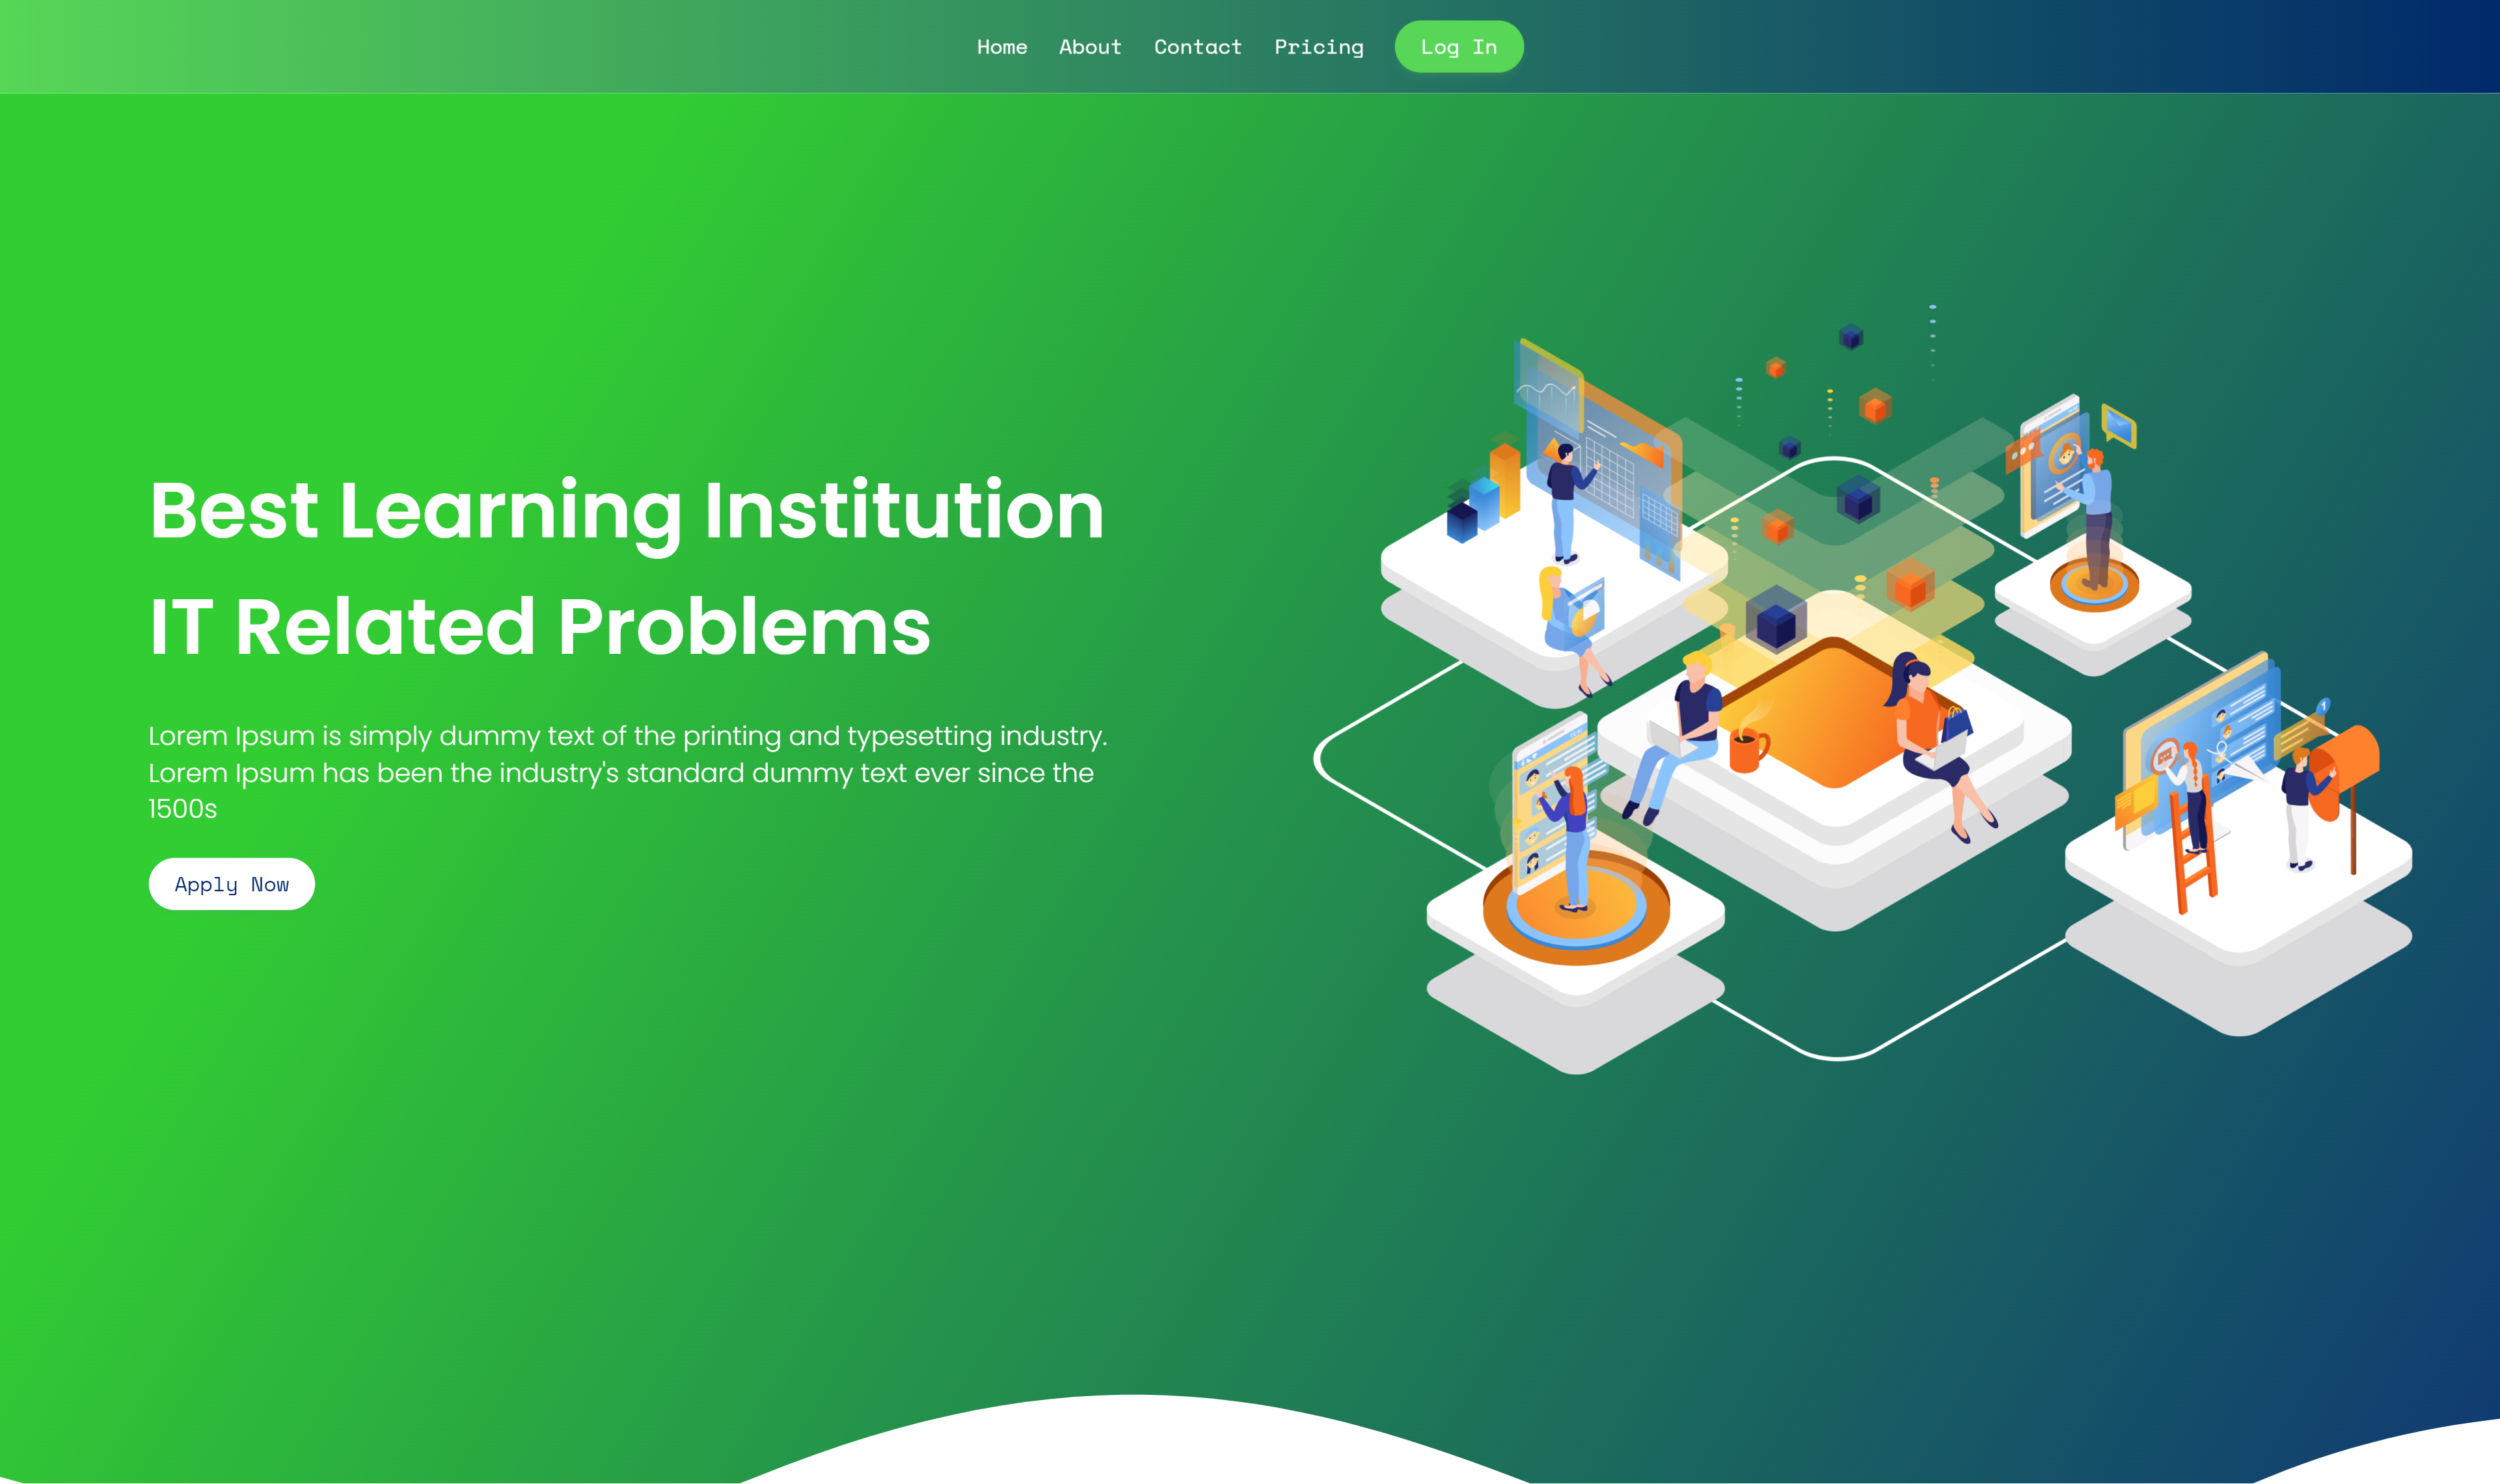 Home About Contact Pricing Log In
Best Learning Institution
IT Related Problems
Lorem Ipsum is simply dummy text of the printing and typesetting industry.
Lorem Ipsum has been the industry's standard dummy text ever since the
1500s
Apply Now
1